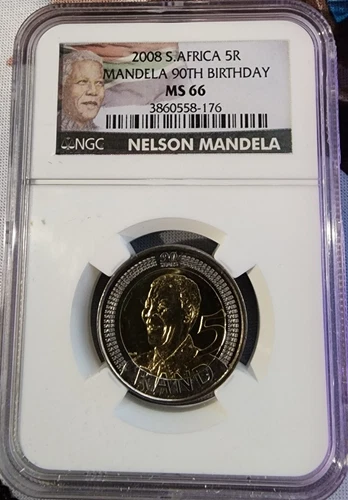 2008 S.AFRICA 5R
MANDELA 90TH BIRTHDAY
MS 66
3860558-176
NGC
NELSON MANDELA
90
5
RAND